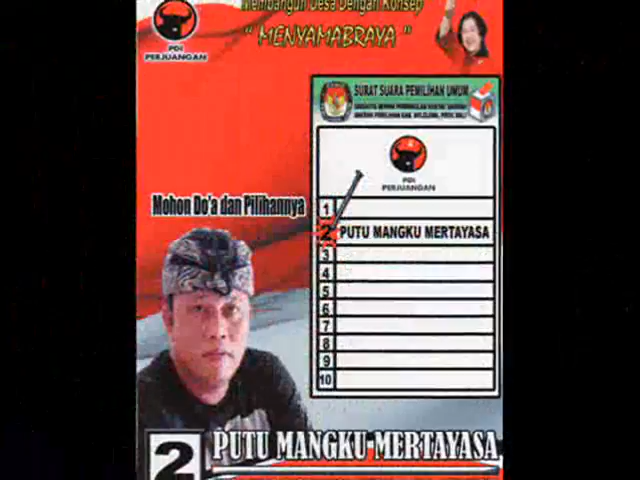 Membangun Desa Dengan Konsep
" MENYAMABRAYA "
PDI
PERJUANGAN
SURAT SUARA PEMILIHAN UMUM
PDI
PERJUANGAN
Mohon Do'a dan Pilihannya
1
2 PUTU MANGKU MERTAYASA
3
4
5
6
7
8
9
10
2 PUTU MANGKU MERTAYASA